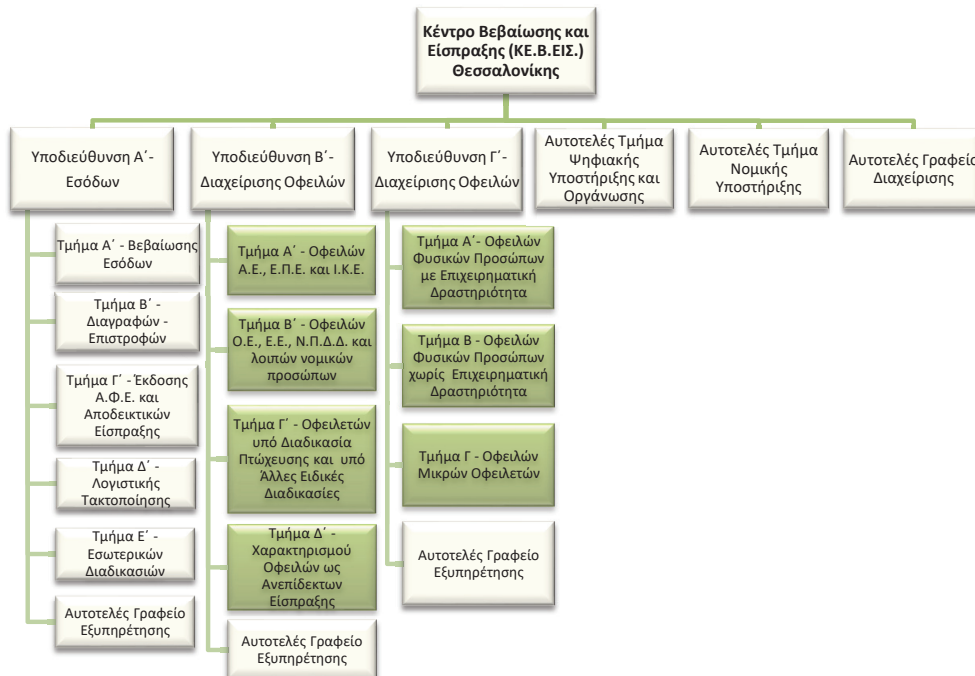 Κέντρο Βεβαίωσης και
Είσπραξης (ΚΕ.Β.ΕΙΣ.)
Θεσσαλονίκης
Υποδιεύθυνση Α΄-
Εσόδων
Υποδιεύθυνση Β΄-
Διαχείρισης Οφειλών
Υποδιεύθυνση Γ΄-
Διαχείρισης Οφειλών
Αυτοτελές Τμήμα
Ψηφιακής
Υποστήριξης και
Οργάνωσης
Αυτοτελές Τμήμα
Νομικής
Υποστήριξης
Αυτοτελές Γραφείο
Διαχείρισης
Τμήμα Α΄ - Βεβαίωσης
Εσόδων
Τμήμα Β΄ -
Διαγραφών -
Επιστροφών
Τμήμα Γ΄ - Έκδοσης
Α.Φ.Ε. και
Αποδεικτικών
Είσπραξης
Τμήμα Δ΄ -
Λογιστικής
Τακτοποίησης
Τμήμα Ε΄ -
Εσωτερικών
Διαδικασιών
Αυτοτελές Γραφείο
Εξυπηρέτησης
Τμήμα Α΄ - Οφειλών
Α.Ε., Ε.Π.Ε. και Ι.Κ.Ε.
Τμήμα Β΄ - Οφειλών
Ο.Ε., Ε.Ε., Ν.Π.Δ.Δ. και
λοιπών νομικών
προσώπων
Τμήμα Γ΄ - Οφειλετών
υπό Διαδικασία
Πτώχευσης και υπό
Άλλες Ειδικές
Διαδικασίες
Τμήμα Δ΄ -
Χαρακτηρισμού
Οφειλών ως
Ανεπίδεκτων
Είσπραξης
Αυτοτελές Γραφείο
Εξυπηρέτησης
Τμήμα Α΄- Οφειλών
Φυσικών Προσώπων
με Επιχειρηματική
Δραστηριότητα
Τμήμα Β - Οφειλών
Φυσικών Προσώπων
χωρίς Επιχειρηματική
Δραστηριότητα
Τμήμα Γ - Οφειλών
Μικρών Οφειλετών
Αυτοτελές Γραφείο
Εξυπηρέτησης